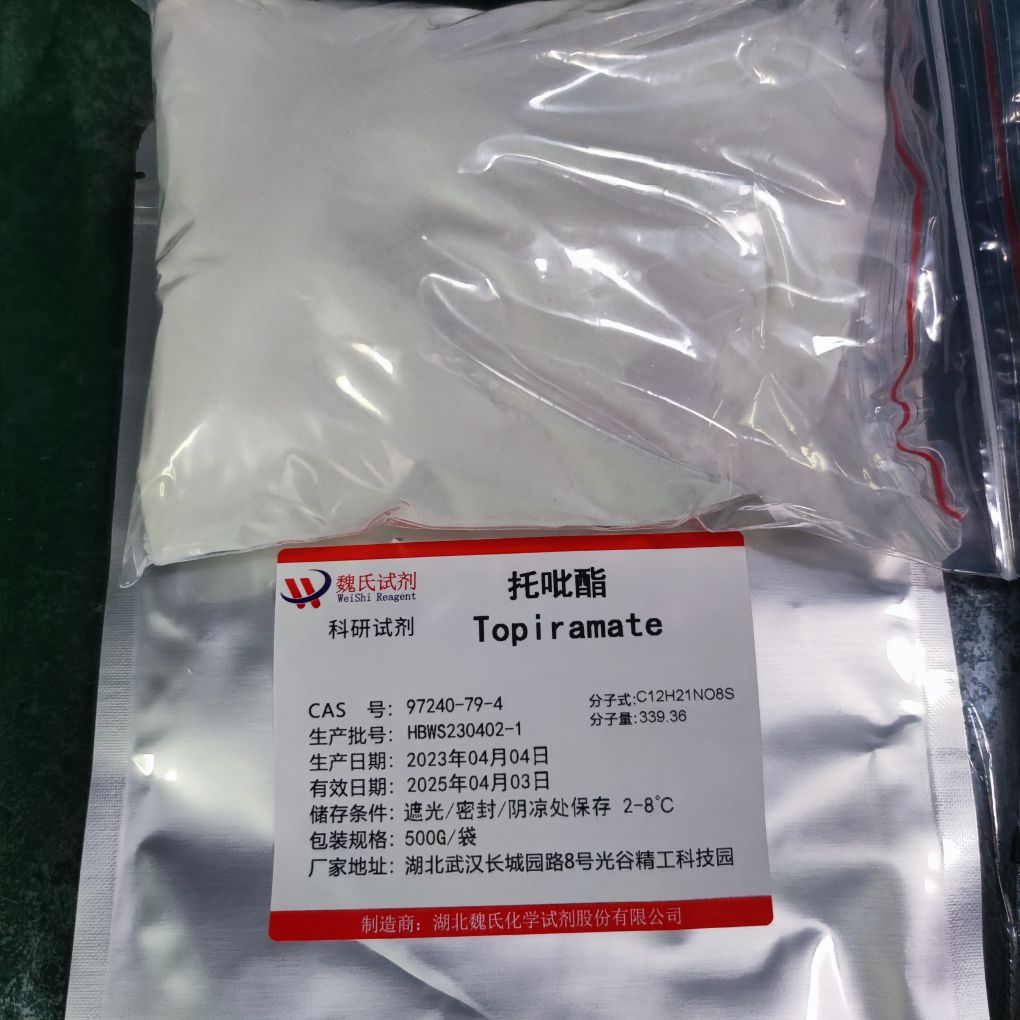 魏氏试剂
WeiShi Reagent
科研试剂
托吡酯
Topiramate
CAS 号: 97240-79-4
分子式:C12H21NO8S
分子量:339.36
生产批号: HBWS230402-1
生产日期: 2023年04月04日
有效日期: 2025年04月03日
储存条件: 遮光/密封/阴凉处保存 2-8℃
包装规格: 500G/袋
厂家地址: 湖北武汉长城园路8号光谷精工科技园
制造商: 湖北魏氏化学试剂股份有限公司